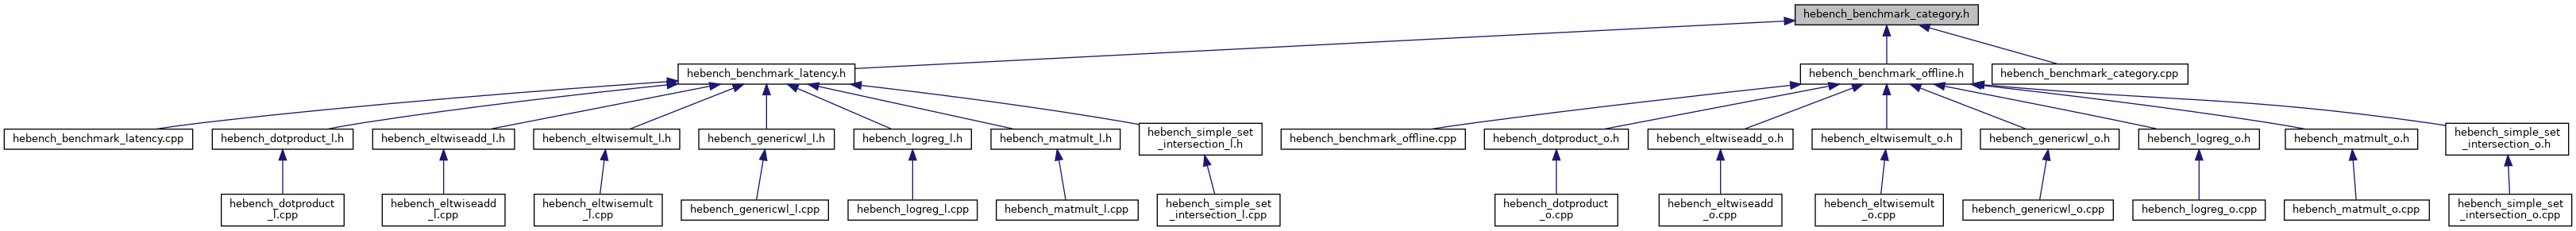 hebench_benchmark_category.h
hebench_benchmark_latency.h
hebench_benchmark_offline.h
hebench_benchmark_category.cpp
hebench_benchmark_latency.cpp
hebench_dotproduct_l.h
hebench_eltwiseadd_l.h
hebench_eltwisemult_l.h
hebench_genericwl_l.h
hebench_logreg_l.h
hebench_matmult_l.h
hebench_simple_set
_intersection_l.h
hebench_benchmark_offline.cpp
hebench_dotproduct_o.h
hebench_eltwiseadd_o.h
hebench_eltwisemult_o.h
hebench_genericwl_o.h
hebench_logreg_o.h
hebench_matmult_o.h
hebench_simple_set
_intersection_o.h
hebench_dotproduct
_l.cpp
hebench_eltwiseadd
_l.cpp
hebench_eltwisemult
_l.cpp
hebench_genericwl_l.cpp
hebench_logreg_l.cpp
hebench_matmult_l.cpp
hebench_simple_set
_intersection_l.cpp
hebench_dotproduct
_o.cpp
hebench_eltwiseadd
_o.cpp
hebench_eltwisemult
_o.cpp
hebench_genericwl_o.cpp
hebench_logreg_o.cpp
hebench_matmult_o.cpp
hebench_simple_set
_intersection_o.cpp